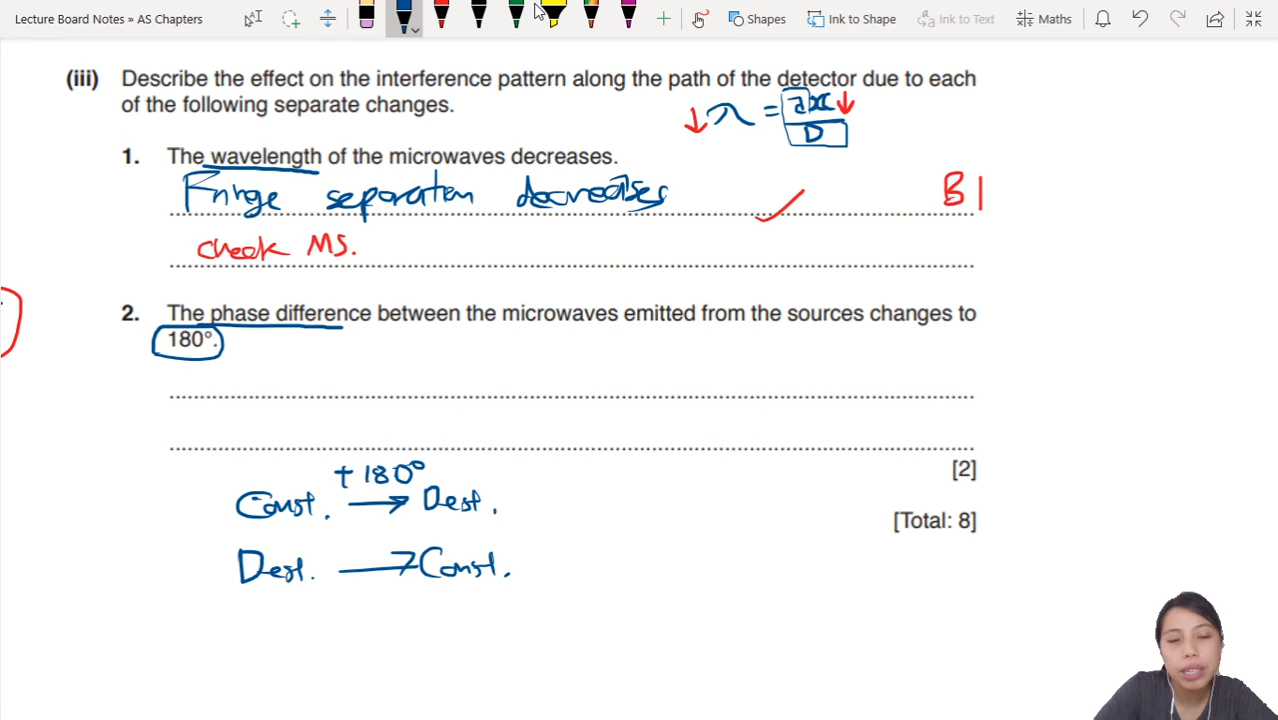 Lecture Board Notes » AS Chapters
Shapes Ink to Shape Ink to Text Maths
(iii) Describe the effect on the interference pattern along the path of the detector due to each
of the following separate changes.
↓ λ = ax ↓
D
1. The wavelength of the microwaves decreases.
Fringe separation decreases B1
check MS.
2. The phase difference between the microwaves emitted from the sources changes to
180°.
[2]
+180°
Const. → Dest.
[Total: 8]
Dest. → Const.